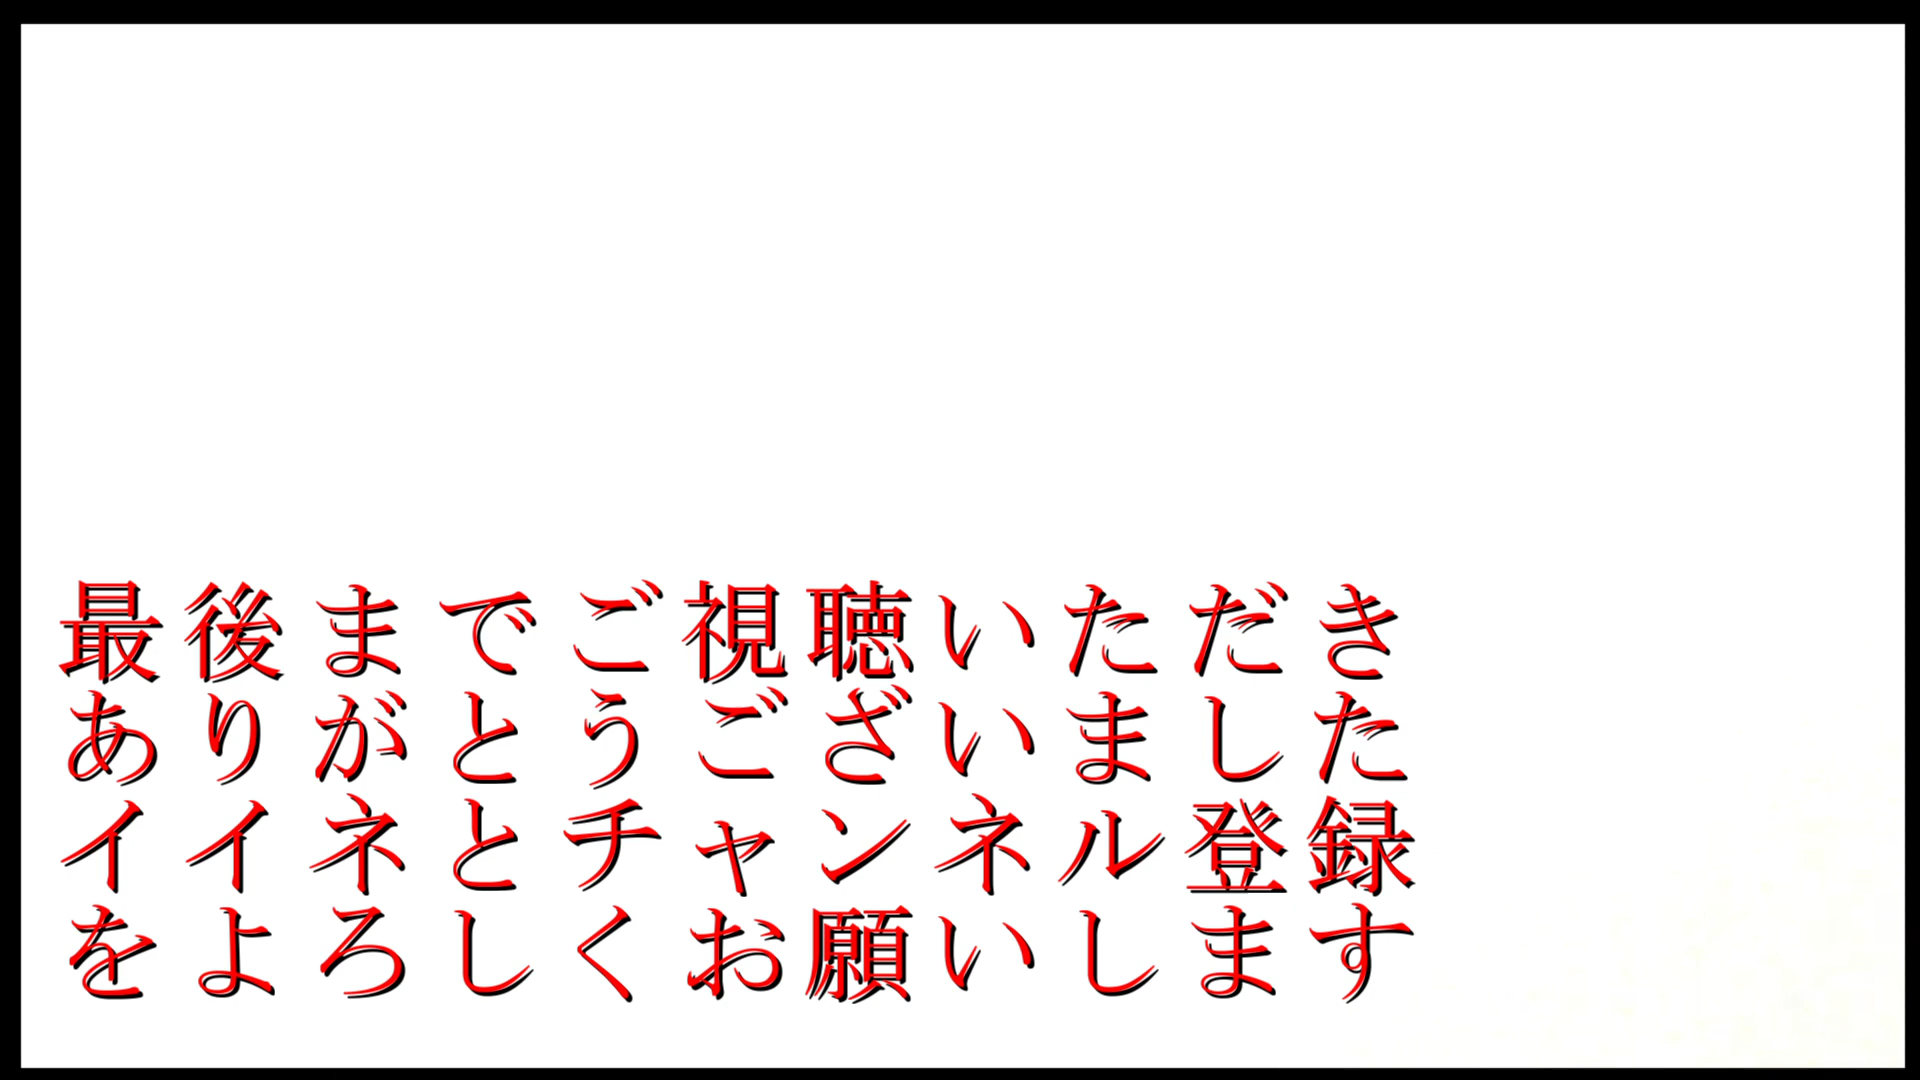 最後までご視聴いただき
ありがとうございました
イイネとチャンネル登録
をよろしくお願いします